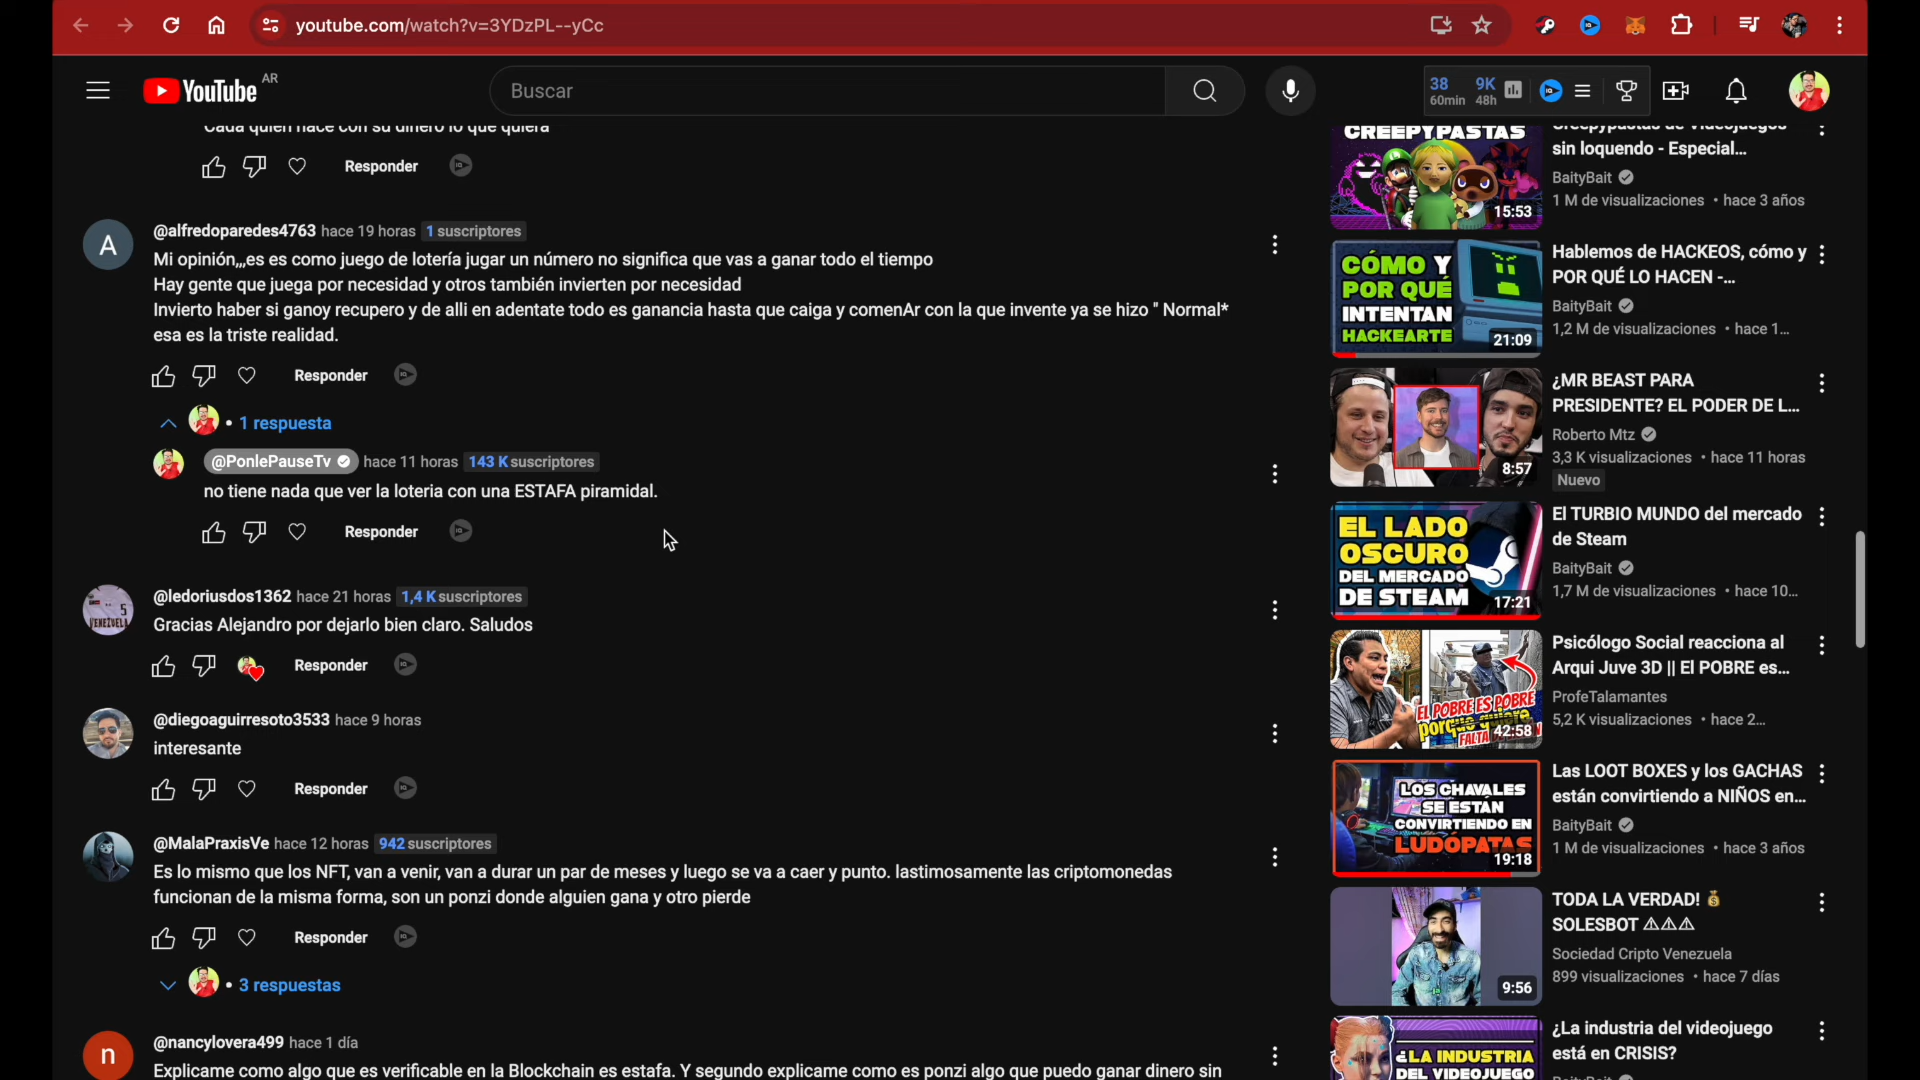 youtube.com/watch?v=3YDzPL--yCc
YouTube AR
Buscar
38 60min
9K 48h
Cada quien hace con su dinero lo que quiera
Responder
@alfredoparedes4763 hace 19 horas 1 suscriptores
Mi opinión,,,es es como juego de lotería jugar un número no significa que vas a ganar todo el tiempo
Hay gente que juega por necesidad y otros también invierten por necesidad
Invierto haber si ganoy recupero y de alli en adentate todo es ganancia hasta que caiga y comenAr con la que invente ya se hizo " Normal*
esa es la triste realidad.
Responder
• 1 respuesta
@PonlePauseTv hace 11 horas 143 K suscriptores
no tiene nada que ver la loteria con una ESTAFA piramidal.
Responder
@ledoriusdos1362 hace 21 horas 1,4 K suscriptores
Gracias Alejandro por dejarlo bien claro. Saludos
Responder
@diegoaguirresoto3533 hace 9 horas
interesante
Responder
@MalaPraxisVe hace 12 horas 942 suscriptores
Es lo mismo que los NFT, van a venir, van a durar un par de meses y luego se va a caer y punto. lastimosamente las criptomonedas
funcionan de la misma forma, son un ponzi donde alguien gana y otro pierde
Responder
• 3 respuestas
@nancylovera499 hace 1 día
Explicame como algo que es verificable en la Blockchain es estafa. Y segundo explicame como es ponzi algo que puedo ganar dinero sin
CREEPYPASTAS
15:53
Creepypastas de Videojuegos
sin loquendo - Especial...
BaityBait
1 M de visualizaciones • hace 3 años
CÓMO Y
POR QUÉ
INTENTAN
HACKEARTE
21:09
Hablemos de HACKEOS, cómo y
POR QUÉ LO HACEN -...
BaityBait
1,2 M de visualizaciones • hace 1...
8:57
¿MR BEAST PARA
PRESIDENTE? EL PODER DE L...
Roberto Mtz
3,3 K visualizaciones • hace 11 horas
Nuevo
EL LADO
OSCURO
DEL MERCADO
DE STEAM
17:21
El TURBIO MUNDO del mercado
de Steam
BaityBait
1,7 M de visualizaciones • hace 10...
EL POBRE ES POBRE
porque quiere
FALTA
42:58
Psicólogo Social reacciona al
Arqui Juve 3D || El POBRE es...
ProfeTalamantes
5,2 K visualizaciones • hace 2...
LOS CHAVALES
SE ESTÁN
CONVIRTIENDO EN
LUDÓPATAS
19:18
Las LOOT BOXES y los GACHAS
están convirtiendo a NIÑOS en...
BaityBait
1 M de visualizaciones • hace 3 años
9:56
TODA LA VERDAD! 💰
SOLESBOT ⚠⚠⚠
Sociedad Cripto Venezuela
899 visualizaciones • hace 7 días
¿LA INDUSTRIA
DEL VIDEOJUEGO
¿La industria del videojuego
está en CRISIS?
A
n
5
VENEZUELA